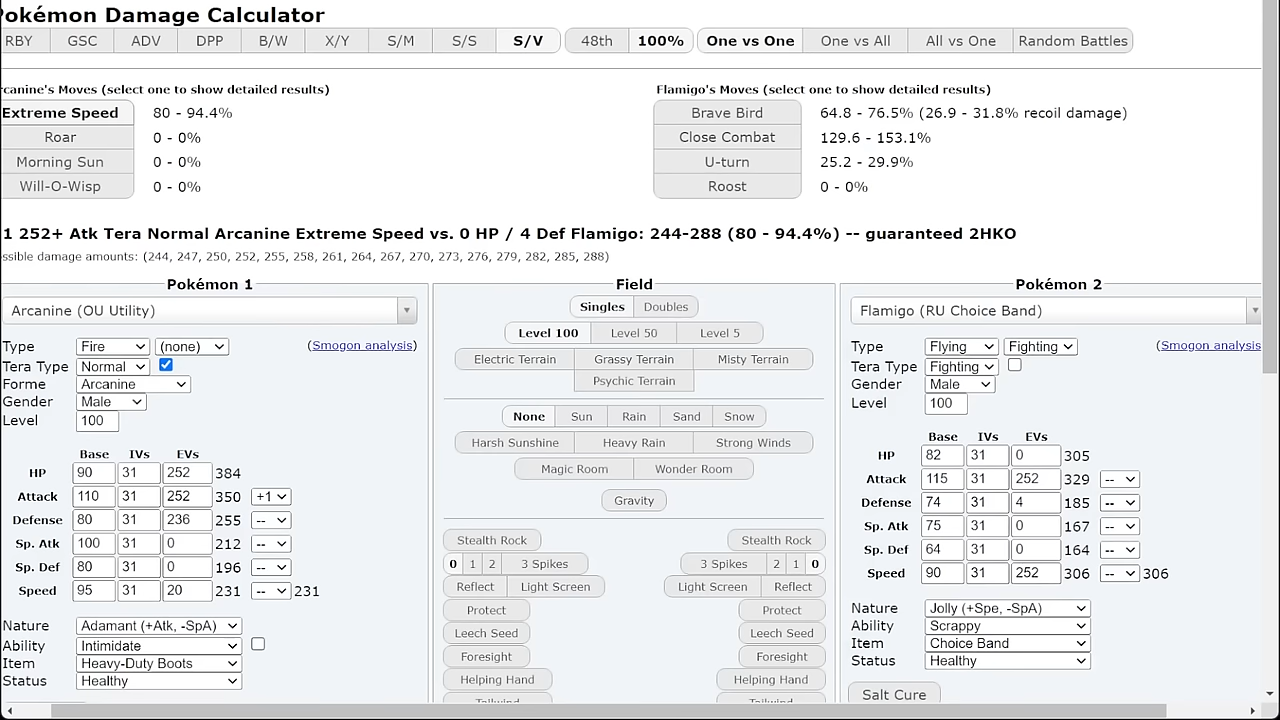 Pokémon Damage Calculator
RBY GSC ADV DPP B/W X/Y S/M S/S S/V 48th 100% One vs One One vs All All vs One Random Battles
rcanine's Moves (select one to show detailed results)
Extreme Speed 80 - 94.4%
Roar 0 - 0%
Morning Sun 0 - 0%
Will-O-Wisp 0 - 0%
Flamigo's Moves (select one to show detailed results)
Brave Bird 64.8 - 76.5% (26.9 - 31.8% recoil damage)
Close Combat 129.6 - 153.1%
U-turn 25.2 - 29.9%
Roost 0 - 0%
1 252+ Atk Tera Normal Arcanine Extreme Speed vs. 0 HP / 4 Def Flamigo: 244-288 (80 - 94.4%) -- guaranteed 2HKO
ssible damage amounts: (244, 247, 250, 252, 255, 258, 261, 264, 267, 270, 273, 276, 279, 282, 285, 288)
Pokémon 1
Arcanine (OU Utility)
Type Fire (none) (Smogon analysis)
Tera Type Normal
Forme Arcanine
Gender Male
Level 100
Base IVs EVs
HP 90 31 252 384
Attack 110 31 252 350 +1
Defense 80 31 236 255 --
Sp. Atk 100 31 0 212 --
Sp. Def 80 31 0 196 --
Speed 95 31 20 231 -- 231
Nature Adamant (+Atk, -SpA)
Ability Intimidate
Item Heavy-Duty Boots
Status Healthy
Field
Singles Doubles
Level 100 Level 50 Level 5
Electric Terrain Grassy Terrain Misty Terrain
Psychic Terrain
None Sun Rain Sand Snow
Harsh Sunshine Heavy Rain Strong Winds
Magic Room Wonder Room
Gravity
Stealth Rock Stealth Rock
0 1 2 3 Spikes 3 Spikes 2 1 0
Reflect Light Screen Light Screen Reflect
Protect Protect
Leech Seed Leech Seed
Foresight Foresight
Helping Hand Helping Hand
Tailwind Tailwind
Pokémon 2
Flamigo (RU Choice Band)
Type Flying Fighting (Smogon analysis
Tera Type Fighting
Gender Male
Level 100
Base IVs EVs
HP 82 31 0 305
Attack 115 31 252 329 --
Defense 74 31 4 185 --
Sp. Atk 75 31 0 167 --
Sp. Def 64 31 0 164 --
Speed 90 31 252 306 -- 306
Nature Jolly (+Spe, -SpA)
Ability Scrappy
Item Choice Band
Status Healthy
Salt Cure